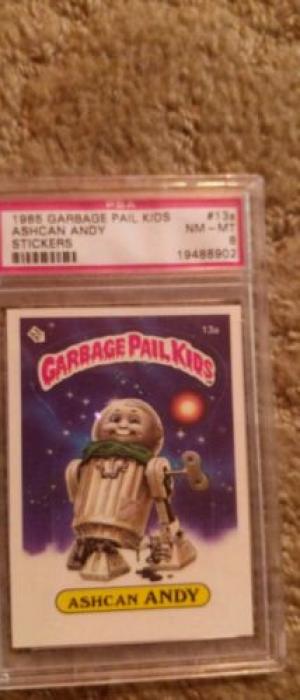 PSA
1985 GARBAGE PAIL KIDS #13a
ASHCAN ANDY NM - MT
STICKERS 8
19488902
13a
GARBAGE PAIL KIDS
ASHCAN ANDY